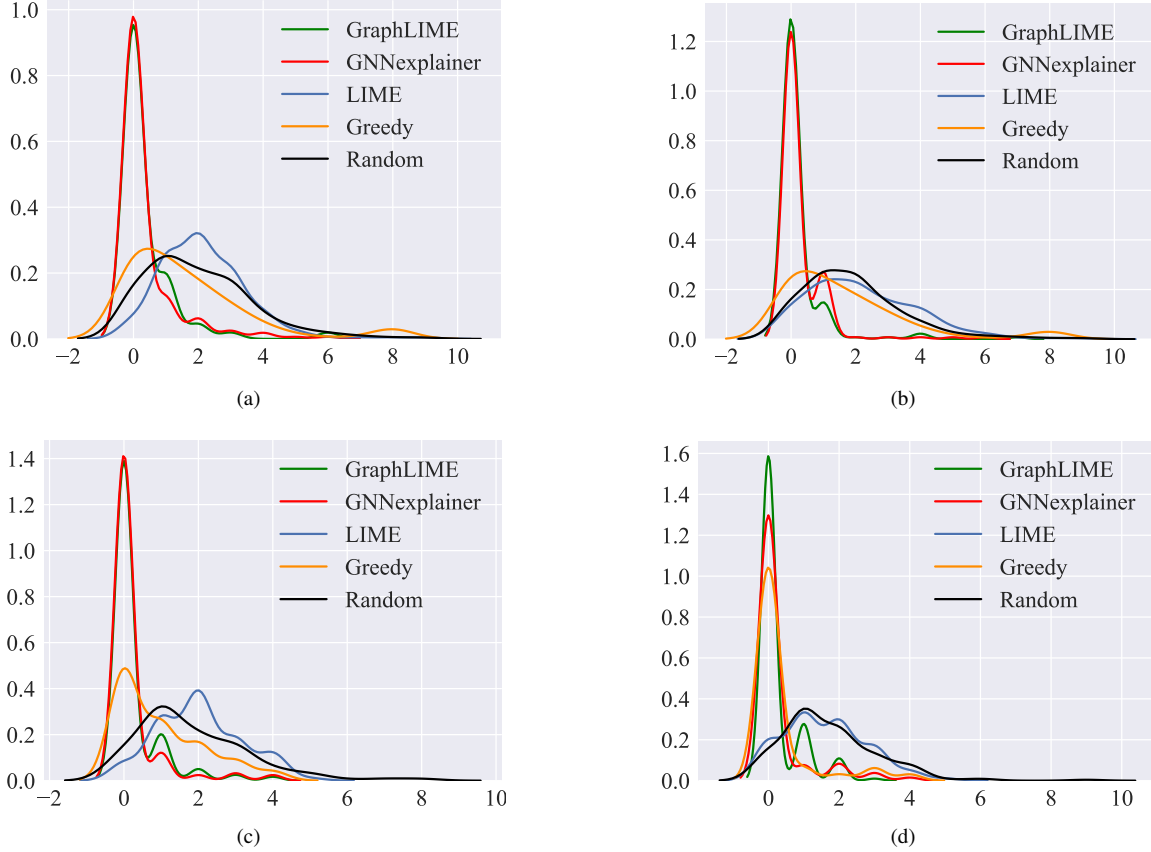 1.0
0.8
0.6
0.4
0.2
0.0
−2 0 2 4 6 8 10
GraphLIME
GNNexplainer
LIME
Greedy
Random
(a)
1.2
1.0
0.8
0.6
0.4
0.2
0.0
−2 0 2 4 6 8 10
GraphLIME
GNNexplainer
LIME
Greedy
Random
(b)
1.4
1.2
1.0
0.8
0.6
0.4
0.2
0.0
−2 0 2 4 6 8 10
GraphLIME
GNNexplainer
LIME
Greedy
Random
(c)
1.6
1.4
1.2
1.0
0.8
0.6
0.4
0.2
0.0
0 2 4 6 8 10
GraphLIME
GNNexplainer
LIME
Greedy
Random
(d)